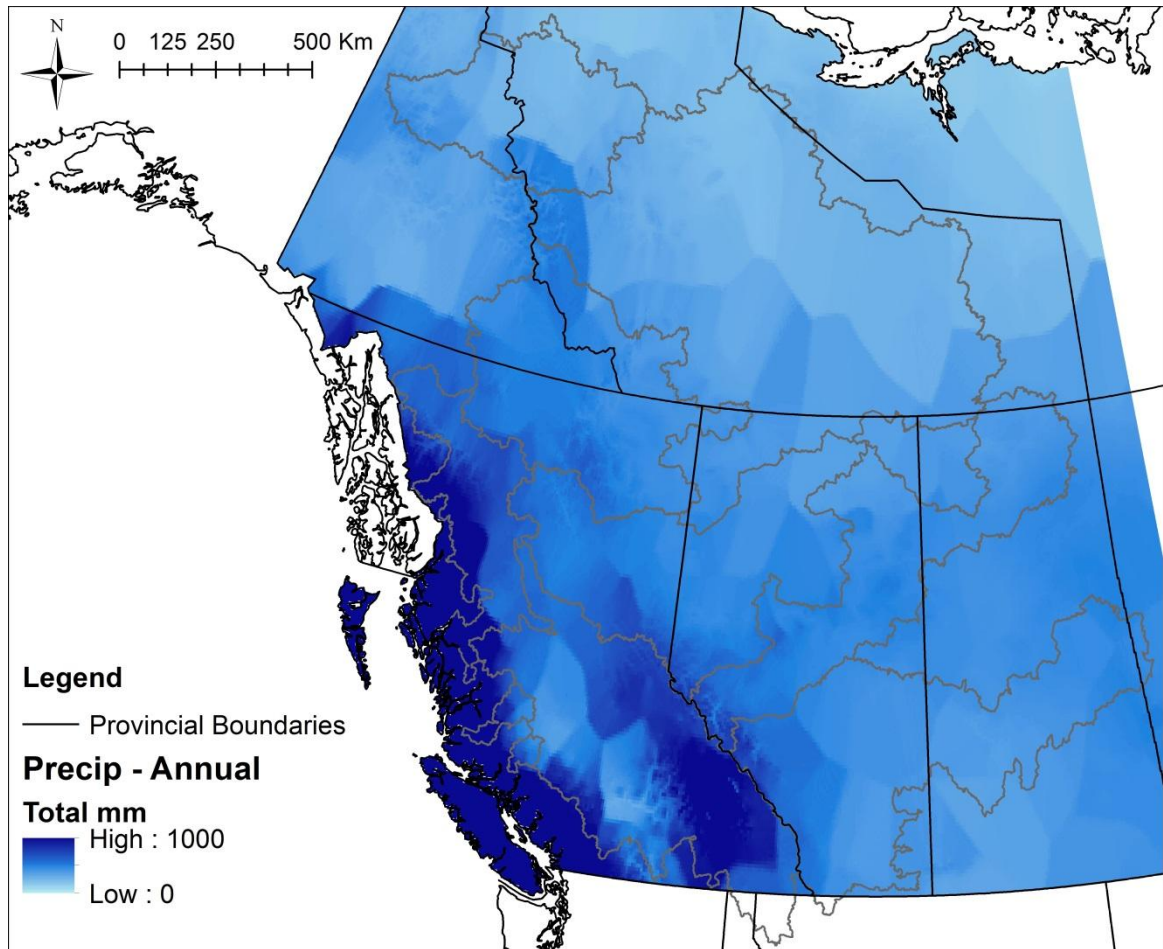 N
0 125 250 500 Km
Legend
Provincial Boundaries
Precip - Annual
Total mm
High : 1000
Low : 0